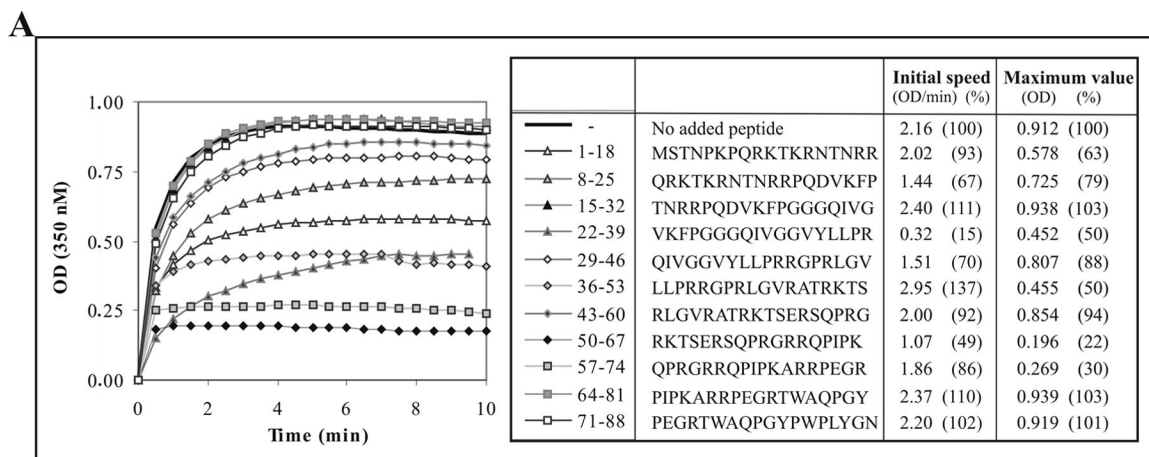 A
OD (350 nM)
1.00
0.75
0.50
0.25
0.00
0 2 4 6 8 10
Time (min)
Initial speed Maximum value
(OD/min) (%) (OD) (%)
- No added peptide 2.16 (100) 0.912 (100)
1-18 MSTNPKPQRKTKRNTNRR 2.02 (93) 0.578 (63)
8-25 QRKTKRNTNRRPQDVKFP 1.44 (67) 0.725 (79)
15-32 TNRRPQDVKFPGGGQIVG 2.40 (111) 0.938 (103)
22-39 VKFPGGGQIVGGVYLLPR 0.32 (15) 0.452 (50)
29-46 QIVGGVYLLPRRGPRLGV 1.51 (70) 0.807 (88)
36-53 LLPRRGPRLGVRATRKTS 2.95 (137) 0.455 (50)
43-60 RLGVRATRKTSERSQPRG 2.00 (92) 0.854 (94)
50-67 RKTSERSQPRGRRQPIPK 1.07 (49) 0.196 (22)
57-74 QPRGRRQPIPKARRPEGR 1.86 (86) 0.269 (30)
64-81 PIPKARRPEGRTWAQPGY 2.37 (110) 0.939 (103)
71-88 PEGRTWAQPGYPWPLYGN 2.20 (102) 0.919 (101)